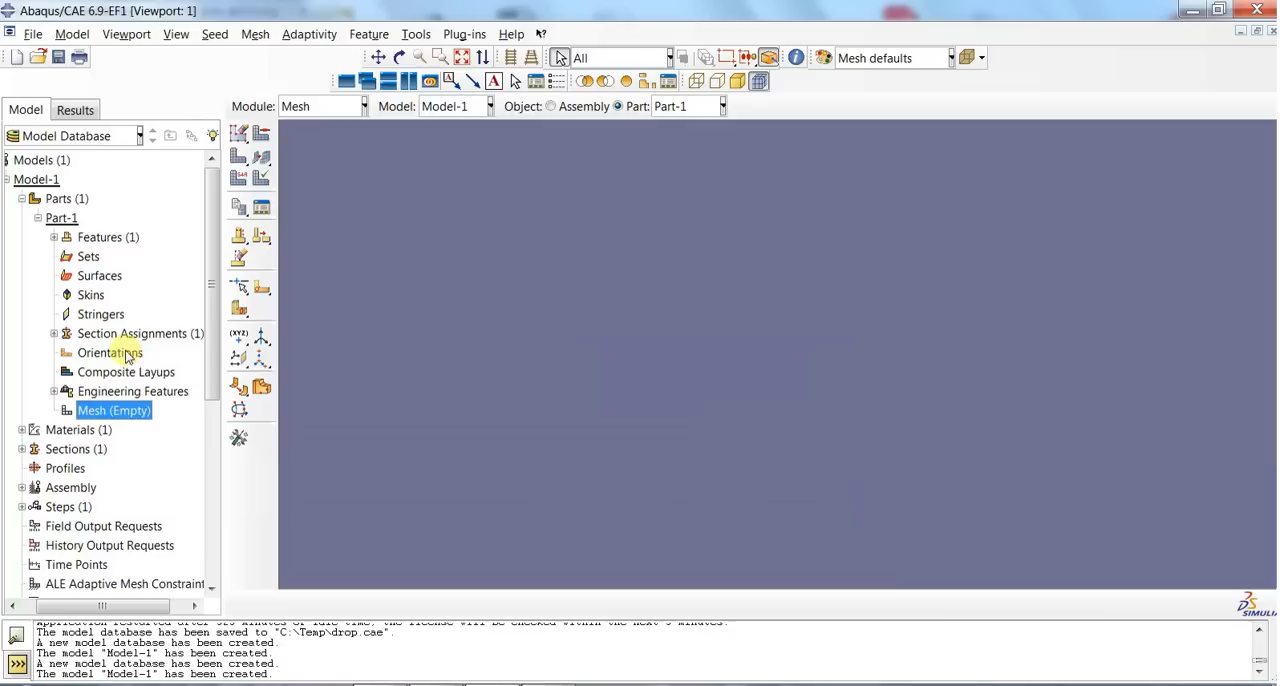 Abaqus/CAE 6.9-EF1 [Viewport: 1]
File Model Viewport View Seed Mesh Adaptivity Feature Tools Plug-ins Help
All
Mesh defaults
Model Results
Module: Mesh Model: Model-1 Object: Assembly Part: Part-1
Model Database
Models (1)
Model-1
Parts (1)
Part-1
Features (1)
Sets
Surfaces
Skins
Stringers
Section Assignments (1)
Orientations
Composite Layups
Engineering Features
Mesh (Empty)
Materials (1)
Sections (1)
Profiles
Assembly
Steps (1)
Field Output Requests
History Output Requests
Time Points
ALE Adaptive Mesh Constraint
SIMULIA
The model database has been saved to "C:\Temp\drop.cae".
A new model database has been created.
The model "Model-1" has been created.
A new model database has been created.
The model "Model-1" has been created.